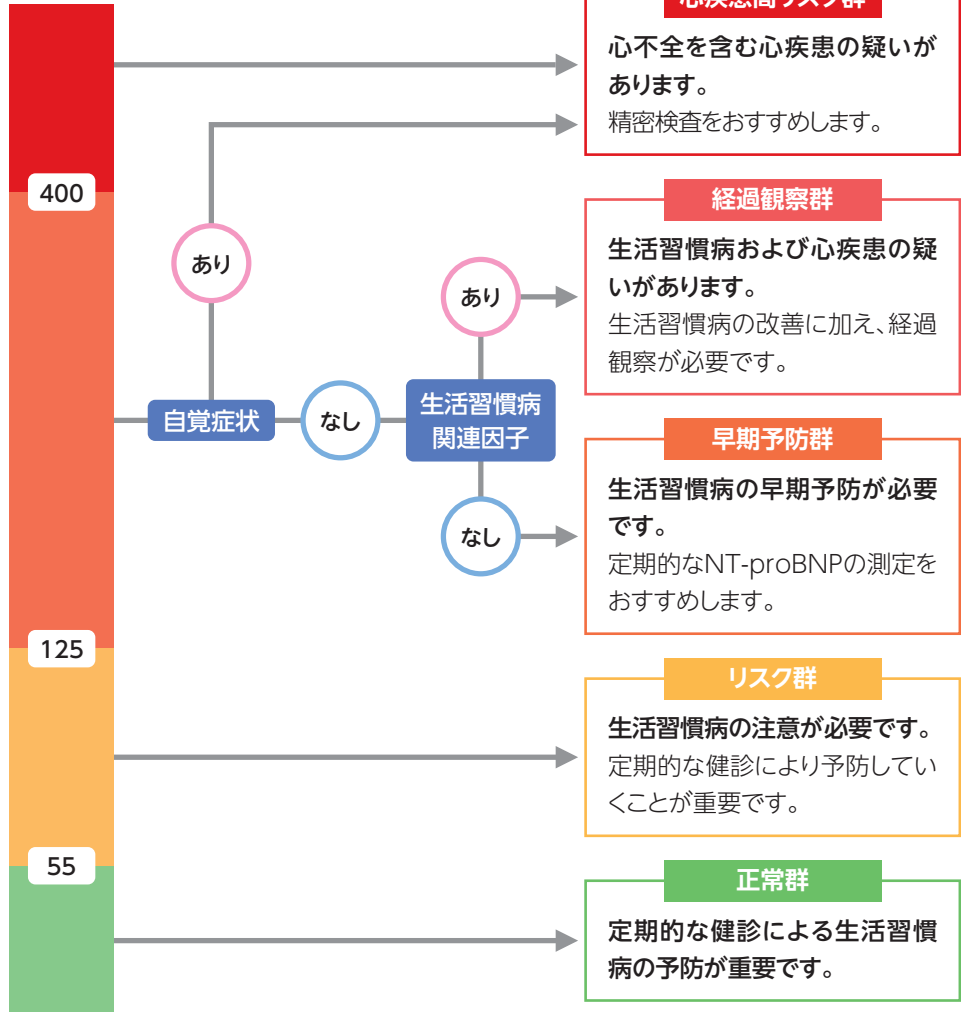 心疾患高リスク群
心不全を含む心疾患の疑いが
あります。
精密検査をおすすめします。
400
経過観察群
生活習慣病および心疾患の疑
いがあります。
生活習慣病の改善に加え、経過
観察が必要です。
あり
あり
自覚症状
なし
生活習慣病
関連因子
なし
早期予防群
生活習慣病の早期予防が必要
です。
定期的なNT-proBNPの測定を
おすすめします。
125
リスク群
生活習慣病の注意が必要です。
定期的な健診により予防してい
くことが重要です。
55
正常群
定期的な健診による生活習慣
病の予防が重要です。